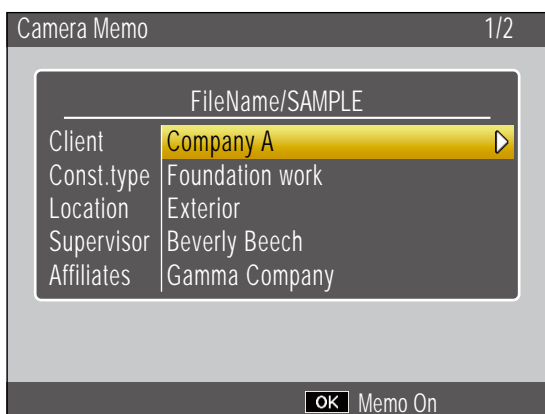 Camera Memo 1/2
FileName/SAMPLE
Client Company A
Const.type Foundation work
Location Exterior
Supervisor Beverly Beech
Affiliates Gamma Company
OK Memo On